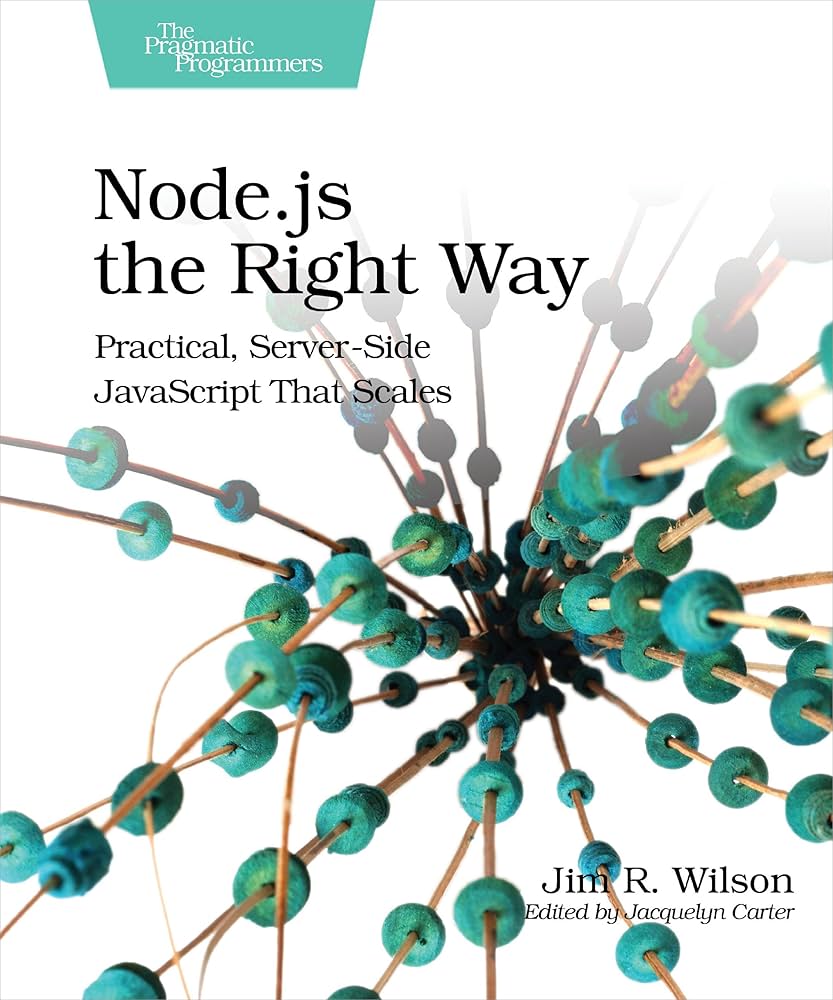 The
Pragmatic
Programmers
Node.js
the Right Way
Practical, Server-Side
JavaScript That Scales
Jim R. Wilson
Edited by Jacquelyn Carter